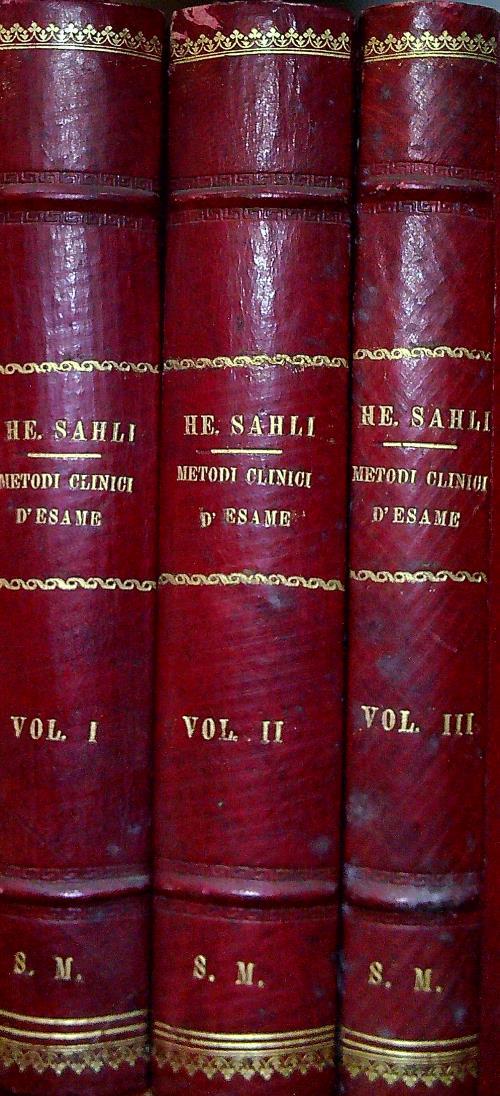 HE. SAHLI
METODI CLINICI
D'ESAME
VOL. I
S. M.
HE. SAHLI
METODI CLINICI
D'ESAME
VOL. II
S. M.
HE. SAHLI
METODI CLINICI
D'ESAME
VOL. III
S. M.